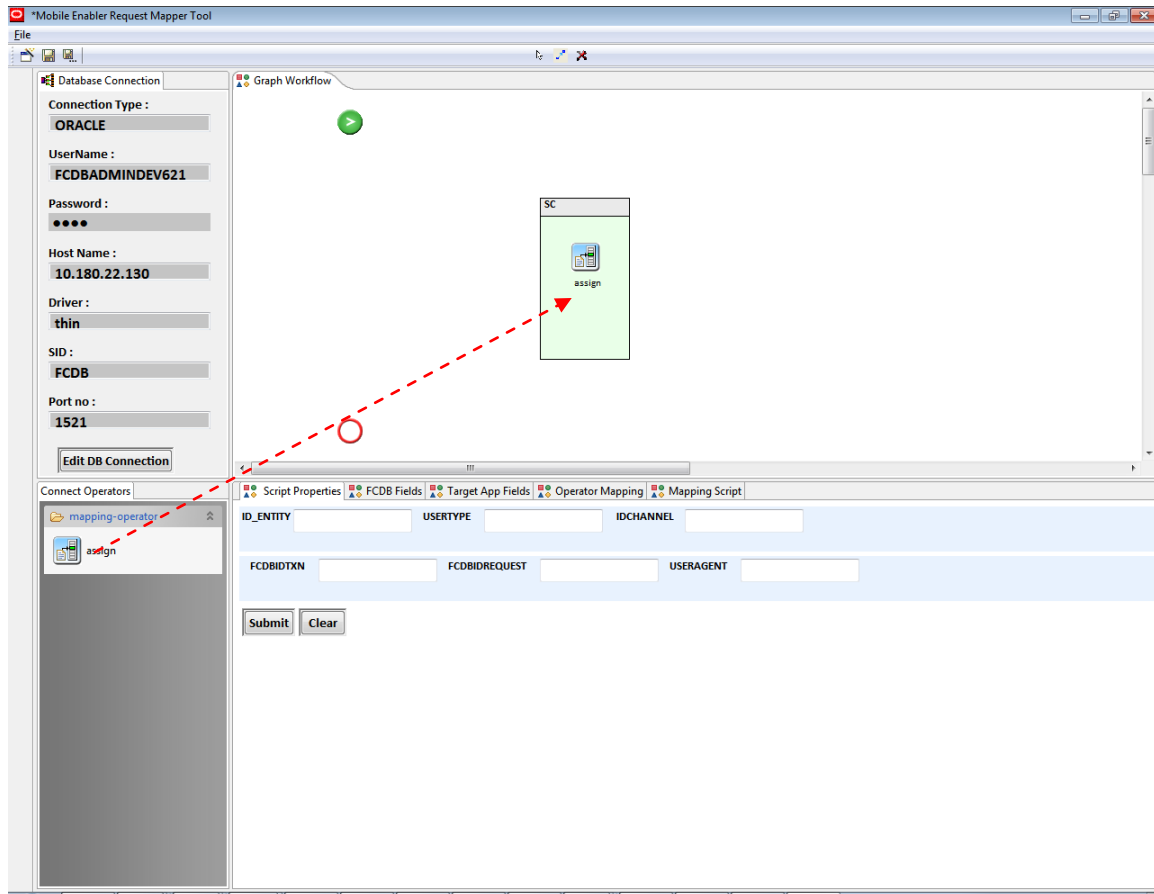 *Mobile Enabler Request Mapper Tool
File
Database Connection
Connection Type :
ORACLE
UserName :
FCDBADMINDEV621
Password :
●●●●
Host Name :
10.180.22.130
Driver :
thin
SID :
FCDB
Port no :
1521
Edit DB Connection
Graph Workflow
SC
assign
Connect Operators
mapping-operator
assign
Script Properties FCDB Fields Target App Fields Operator Mapping Mapping Script
ID_ENTITY USERTYPE IDCHANNEL
FCDBIDTXN FCDBIDREQUEST USERAGENT
Submit Clear